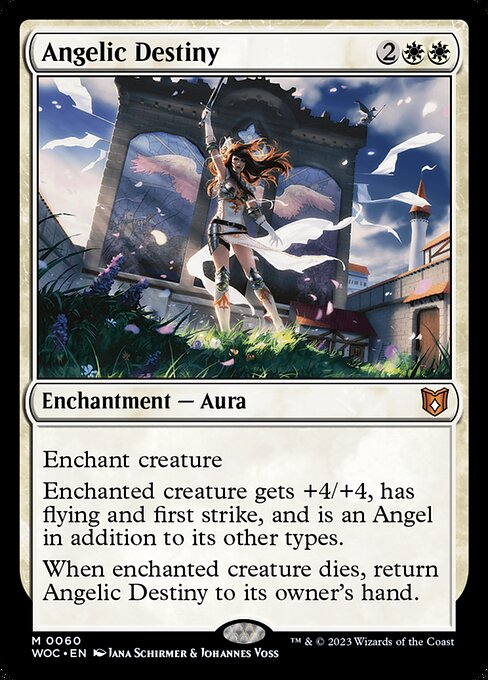 Angelic Destiny 2
Enchantment — Aura
Enchant creature
Enchanted creature gets +4/+4, has
flying and first strike, and is an Angel
in addition to its other types.
When enchanted creature dies, return
Angelic Destiny to its owner's hand.
M 0060
WOC • EN Jana Schirmer & Johannes Voss
™ & © 2023 Wizards of the Coast